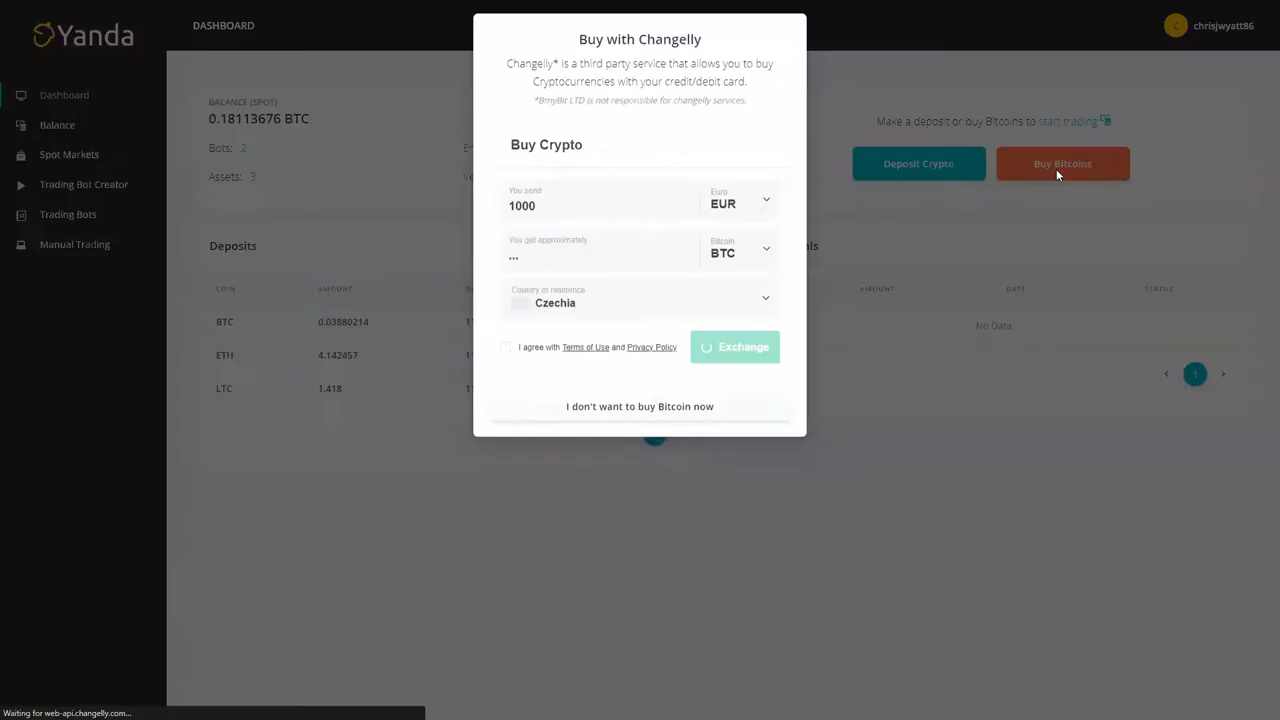 Yanda
DASHBOARD
chrisjwyatt86
Dashboard
Balance
Spot Markets
Trading Bot Creator
Trading Bots
Manual Trading
BALANCE (SPOT)
0.18113676 BTC
Bots: 2
Assets: 3
Make a deposit or buy Bitcoins to start trading
Deposit Crypto
Buy Bitcoins
Deposits
COIN AMOUNT
BTC 0.03880214
ETH 4.142457
LTC 1.418
AMOUNT DATE STATUS
No Data
1
Buy with Changelly
Changelly* is a third party service that allows you to buy
Cryptocurrencies with your credit/debit card.
*BmyBit LTD is not responsible for changelly services.
Buy Crypto
You send
1000
Euro
EUR
You get approximately
...
Bitcoin
BTC
Country of residence
Czechia
I agree with Terms of Use and Privacy Policy
Exchange
I don't want to buy Bitcoin now
Waiting for web-api.changelly.com...